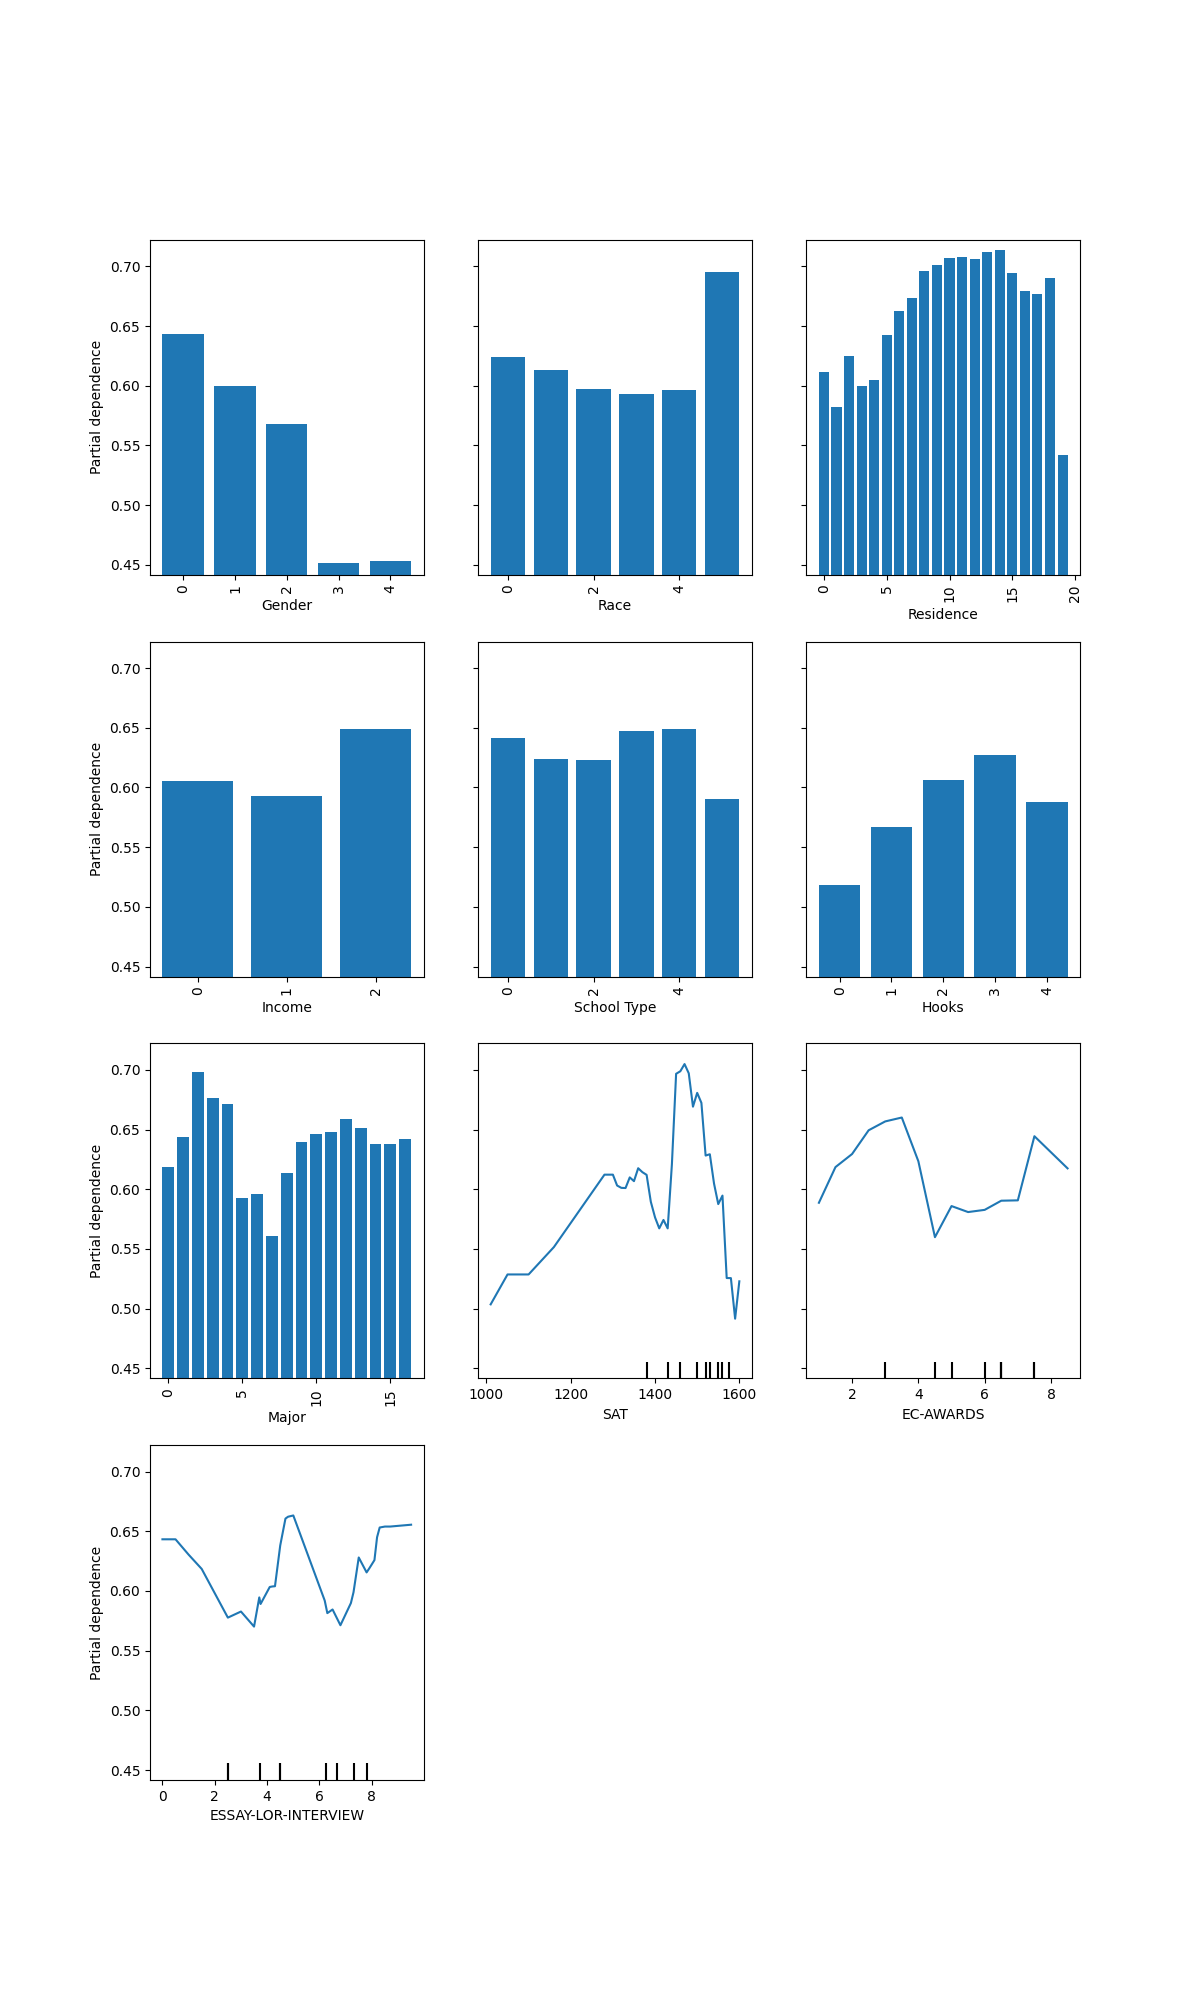 0.70
0.65
0.60
0.55
0.50
0.45
Partial dependence
0 1 2 3 4
Gender
0 2 4
Race
0 5 10 15 20
Residence
0.70
0.65
0.60
0.55
0.50
0.45
Partial dependence
0 1 2
Income
0 2 4
School Type
0 1 2 3 4
Hooks
0.70
0.65
0.60
0.55
0.50
0.45
Partial dependence
0 5 10 15
Major
1000 1200 1400 1600
SAT
2 4 6 8
EC-AWARDS
0.70
0.65
0.60
0.55
0.50
0.45
Partial dependence
0 2 4 6 8
ESSAY-LOR-INTERVIEW